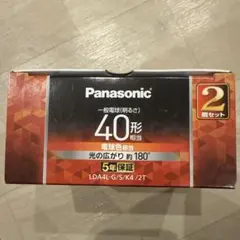 Panasonic
一般電球(明るさ)
40形
相当
電球色相当
光の広がり 約180°
5年保証
LDA4L-G/S/K4/2T
2
個セット